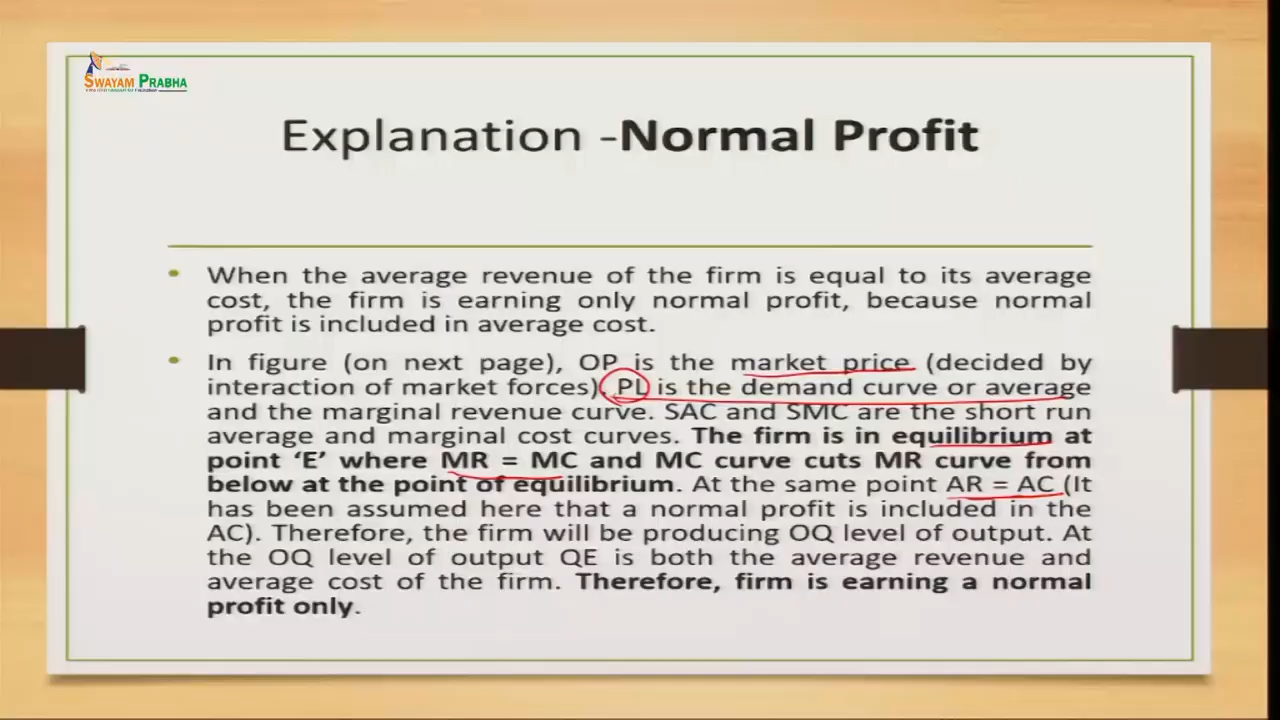 SWAYAM PRABHA
Explanation -Normal Profit
• When the average revenue of the firm is equal to its average
cost, the firm is earning only normal profit, because normal
profit is included in average cost.
• In figure (on next page), OP is the market price (decided by
interaction of market forces). PL is the demand curve or average
and the marginal revenue curve. SAC and SMC are the short run
average and marginal cost curves. The firm is in equilibrium at
point ‘E’ where MR = MC and MC curve cuts MR curve from
below at the point of equilibrium. At the same point AR = AC (It
has been assumed here that a normal profit is included in the
AC). Therefore, the firm will be producing OQ level of output. At
the OQ level of output QE is both the average revenue and
average cost of the firm. Therefore, firm is earning a normal
profit only.